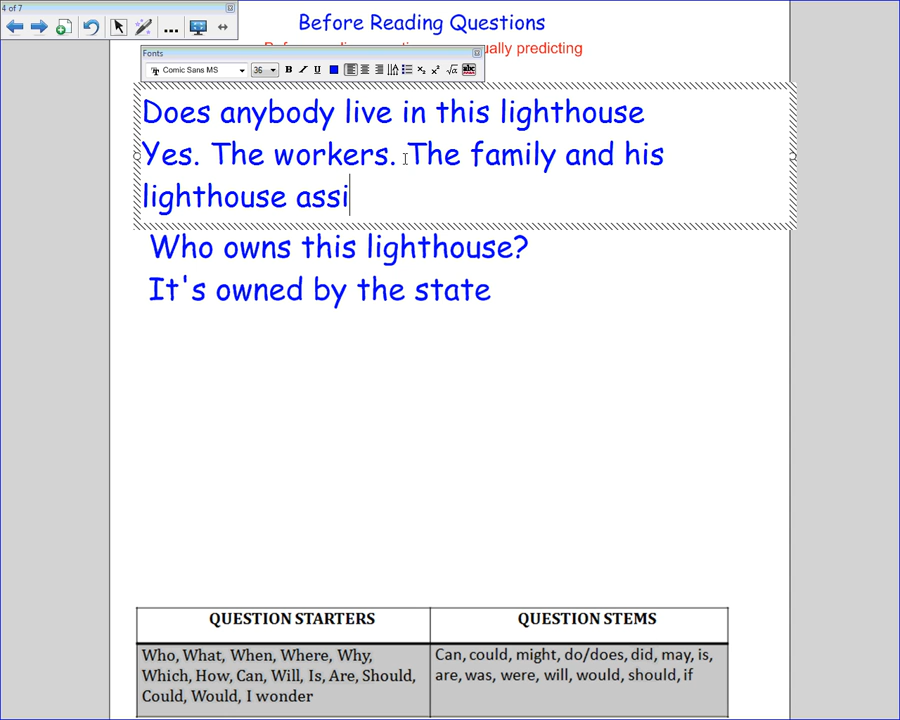 4 of 7
Before Reading Questions
ually predicting
Fonts
Comic Sans MS 36 B I U
Does anybody live in this lighthouse
Yes. The workers. The family and his
lighthouse assi
Who owns this lighthouse?
It's owned by the state
QUESTION STARTERS
Who, What, When, Where, Why,
Which, How, Can, Will, Is, Are, Should,
Could, Would, I wonder
QUESTION STEMS
Can, could, might, do/does, did, may, is,
are, was, were, will, would, should, if